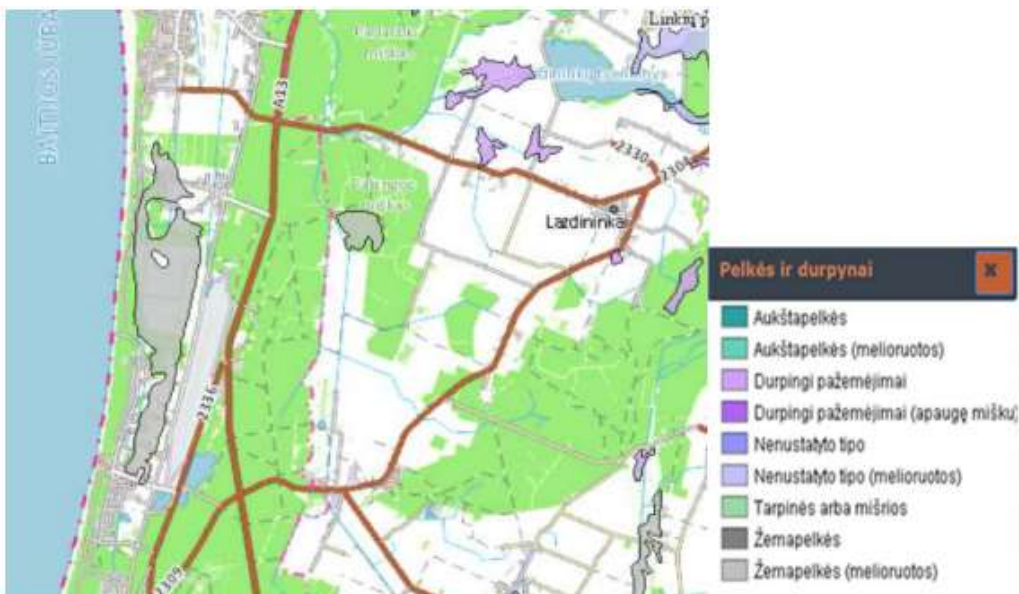 BALTIJOS JŪRA
A13
2330
2304
Lazdininkai
2336
2309
Pelkės ir durpynai
Aukštapelkės
Aukštapelkės (melioruotos)
Durpingi pažemėjimai
Durpingi pažemėjimai (apaugę mišku)
Nenustatyto tipo
Nenustatyto tipo (melioruotos)
Tarpinės arba mišrios
Žemapelkės
Žemapelkės (melioruotos)